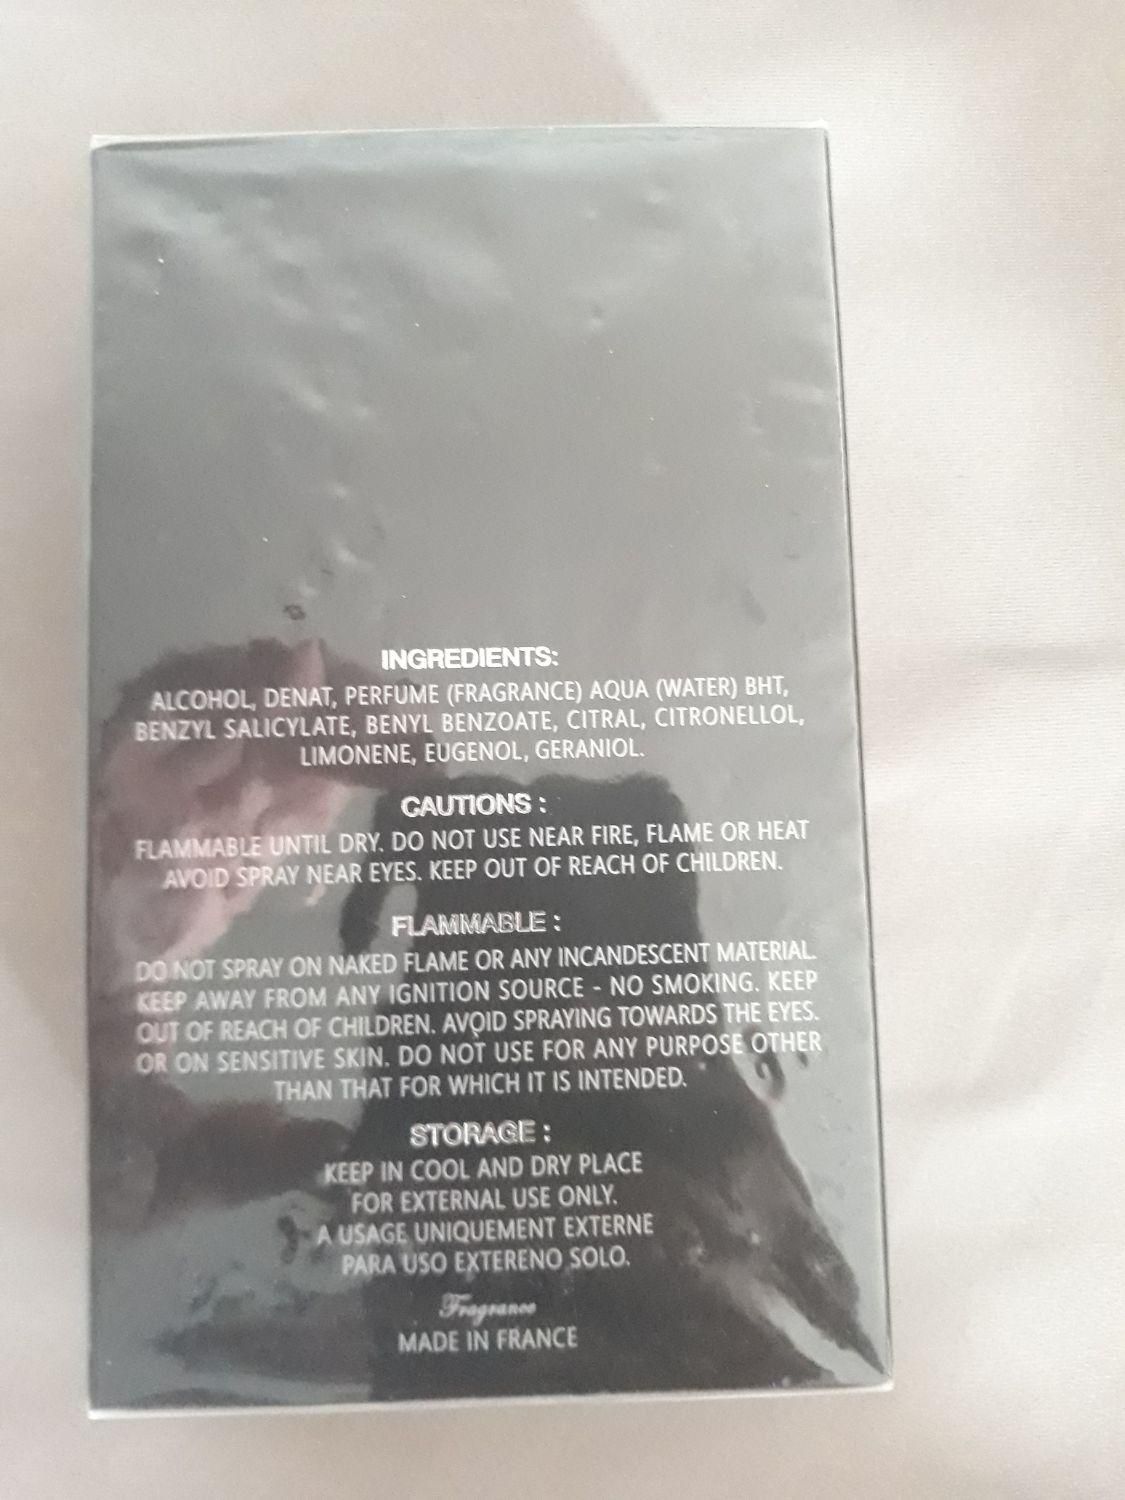 INGREDIENTS:
ALCOHOL, DENAT, PERFUME (FRAGRANCE) AQUA (WATER) BHT,
BENZYL SALICYLATE, BENYL BENZOATE, CITRAL, CITRONELLOL,
LIMONENE, EUGENOL, GERANIOL.
CAUTIONS :
FLAMMABLE UNTIL DRY. DO NOT USE NEAR FIRE, FLAME OR HEAT
AVOID SPRAY NEAR EYES. KEEP OUT OF REACH OF CHILDREN.
FLAMMABLE :
DO NOT SPRAY ON NAKED FLAME OR ANY INCANDESCENT MATERIAL.
KEEP AWAY FROM ANY IGNITION SOURCE - NO SMOKING. KEEP
OUT OF REACH OF CHILDREN. AVOID SPRAYING TOWARDS THE EYES.
OR ON SENSITIVE SKIN. DO NOT USE FOR ANY PURPOSE OTHER
THAN THAT FOR WHICH IT IS INTENDED.
STORAGE :
KEEP IN COOL AND DRY PLACE
FOR EXTERNAL USE ONLY.
A USAGE UNIQUEMENT EXTERNE
PARA USO EXTERENO SOLO.
Fragrance
MADE IN FRANCE